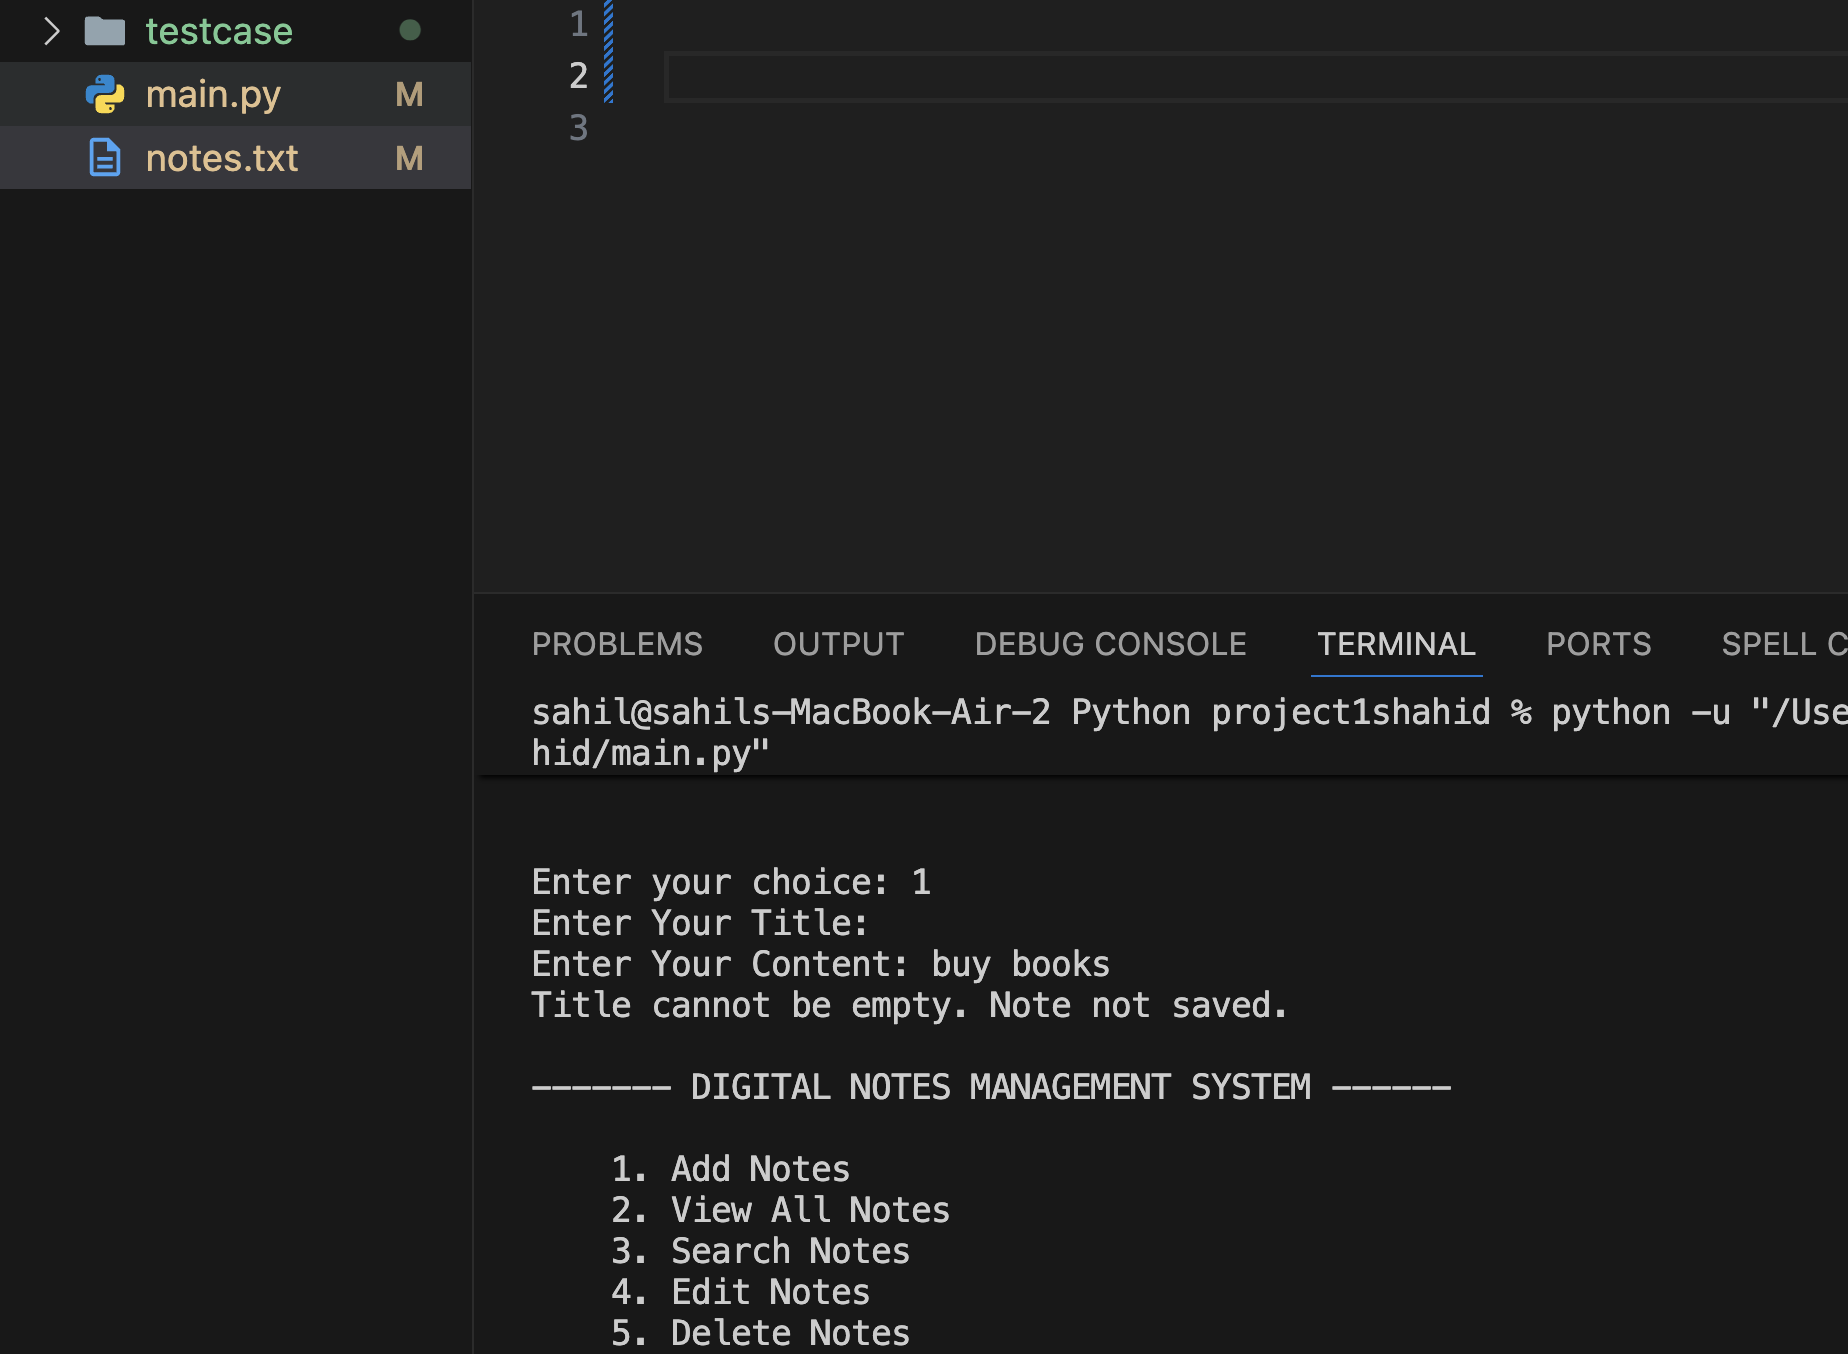 testcase
main.py M
notes.txt M
1
2
3
PROBLEMS OUTPUT DEBUG CONSOLE TERMINAL PORTS SPELL C
sahil@sahils-MacBook-Air-2 Python project1shahid % python -u "/Use
hid/main.py"
Enter your choice: 1
Enter Your Title:
Enter Your Content: buy books
Title cannot be empty. Note not saved.
------- DIGITAL NOTES MANAGEMENT SYSTEM ------
1. Add Notes
2. View All Notes
3. Search Notes
4. Edit Notes
5. Delete Notes